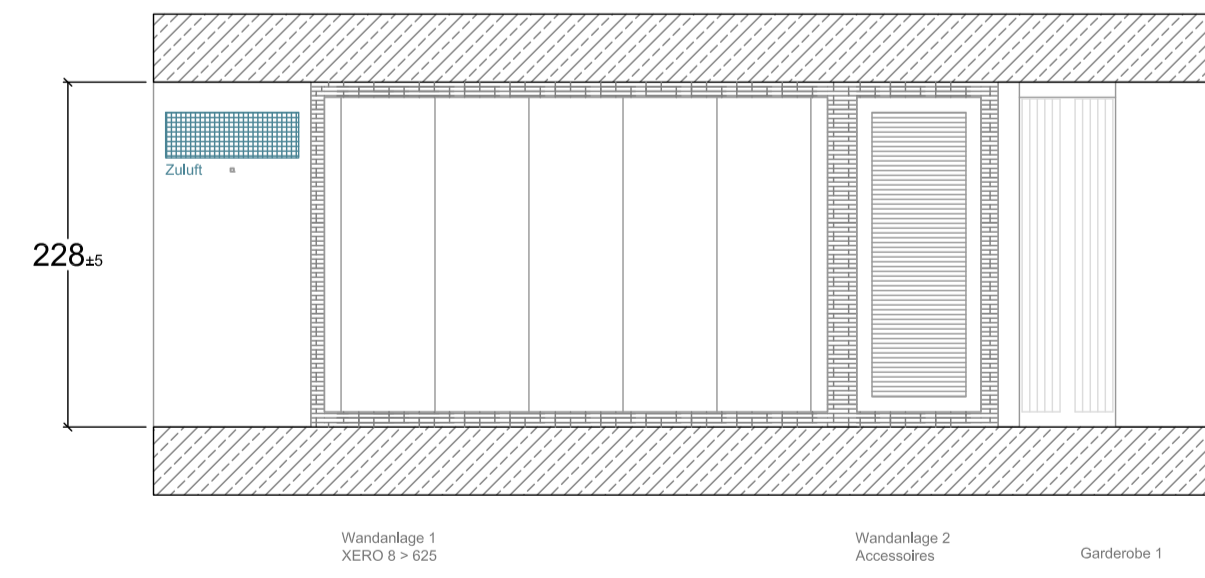 Zuluft
228±5
Wandanlage 1
XERO 8 > 625
Wandanlage 2
Accessoires
Garderobe 1